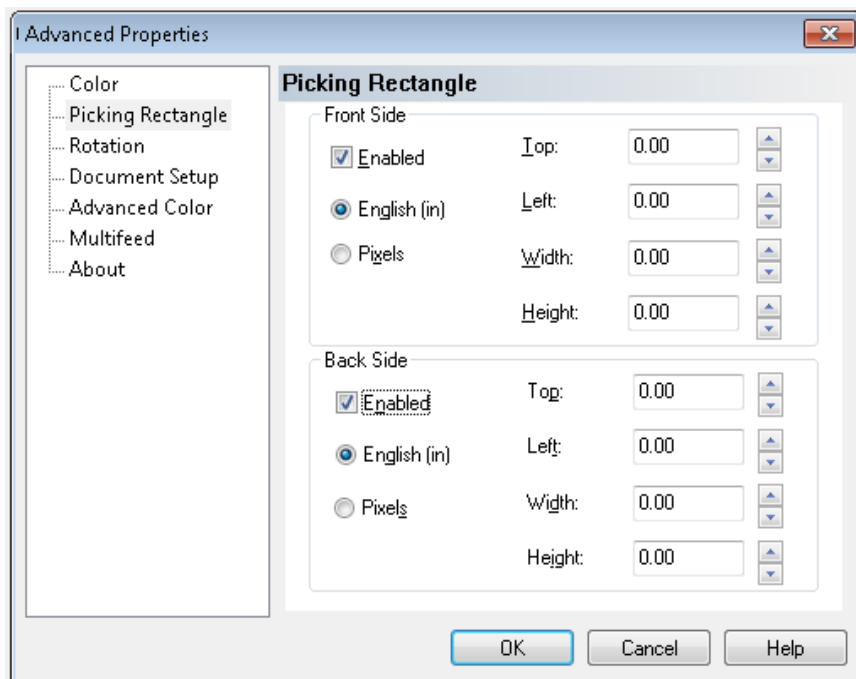 Advanced Properties
Color
Picking Rectangle
Rotation
Document Setup
Advanced Color
Multifeed
About
Picking Rectangle
Front Side
Enabled
Top: 0.00
English (in)
Left: 0.00
Pixels
Width: 0.00
Height: 0.00
Back Side
Enabled
Top: 0.00
English (in)
Left: 0.00
Pixels
Width: 0.00
Height: 0.00
OK Cancel Help